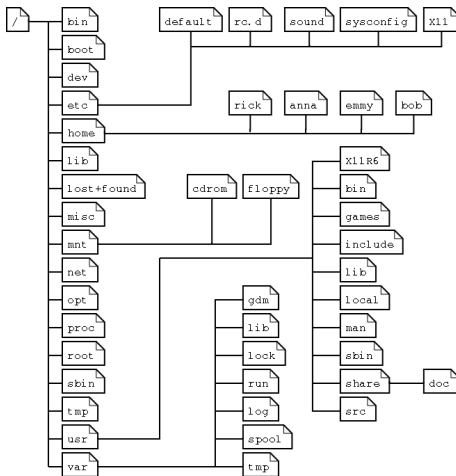 / bin default rc.d sound sysconfig X11
boot
dev
etc
home rick anna emmy bob
lib X11R6
lost+found cdrom floppy bin
misc games
mnt include
net lib
opt gdm local
proc lib man
root lock sbin
sbin run share doc
tmp log src
usr spool
var tmp